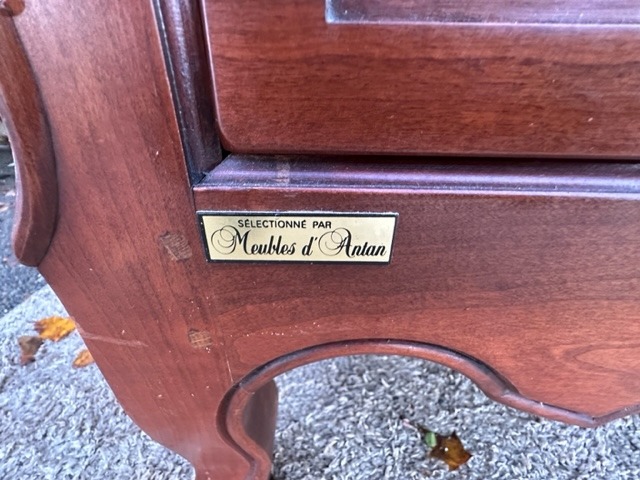 SÉLECTIONNÉ PAR
Meubles d'Antan